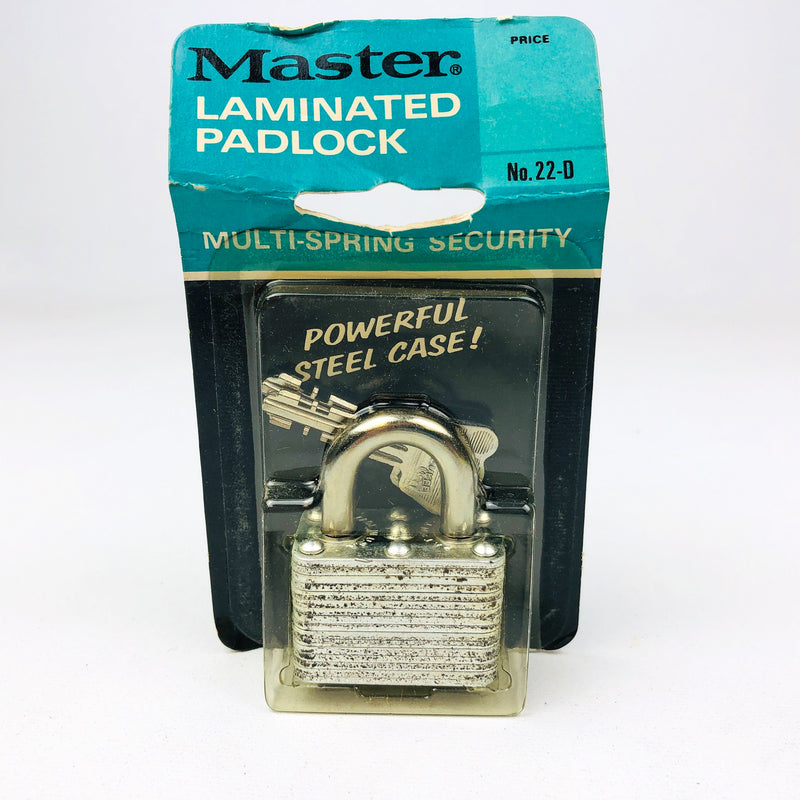 Master®
LAMINATED
PADLOCK
PRICE
No. 22-D
MULTI-SPRING SECURITY
POWERFUL
STEEL CASE!